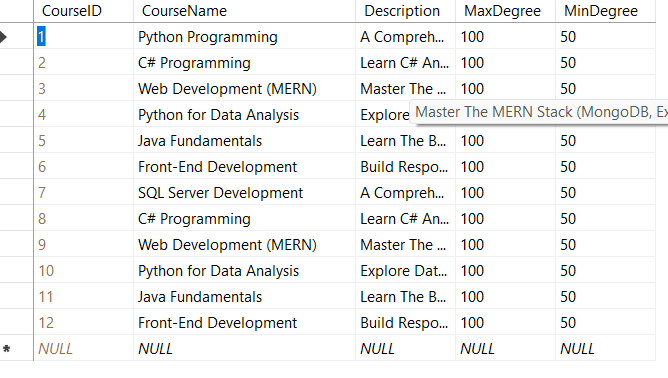 CourseID CourseName Description MaxDegree MinDegree
1 Python Programming A Compreh... 100 50
2 C# Programming Learn C# An... 100 50
3 Web Development (MERN) Master The ... 100 50
4 Python for Data Analysis Explore Master The MERN Stack (MongoDB, Ex
5 Java Fundamentals Learn The B... 100 50
6 Front-End Development Build Respo... 100 50
7 SQL Server Development A Compreh... 100 50
8 C# Programming Learn C# An... 100 50
9 Web Development (MERN) Master The ... 100 50
10 Python for Data Analysis Explore Dat... 100 50
11 Java Fundamentals Learn The B... 100 50
12 Front-End Development Build Respo... 100 50
* NULL NULL NULL NULL NULL